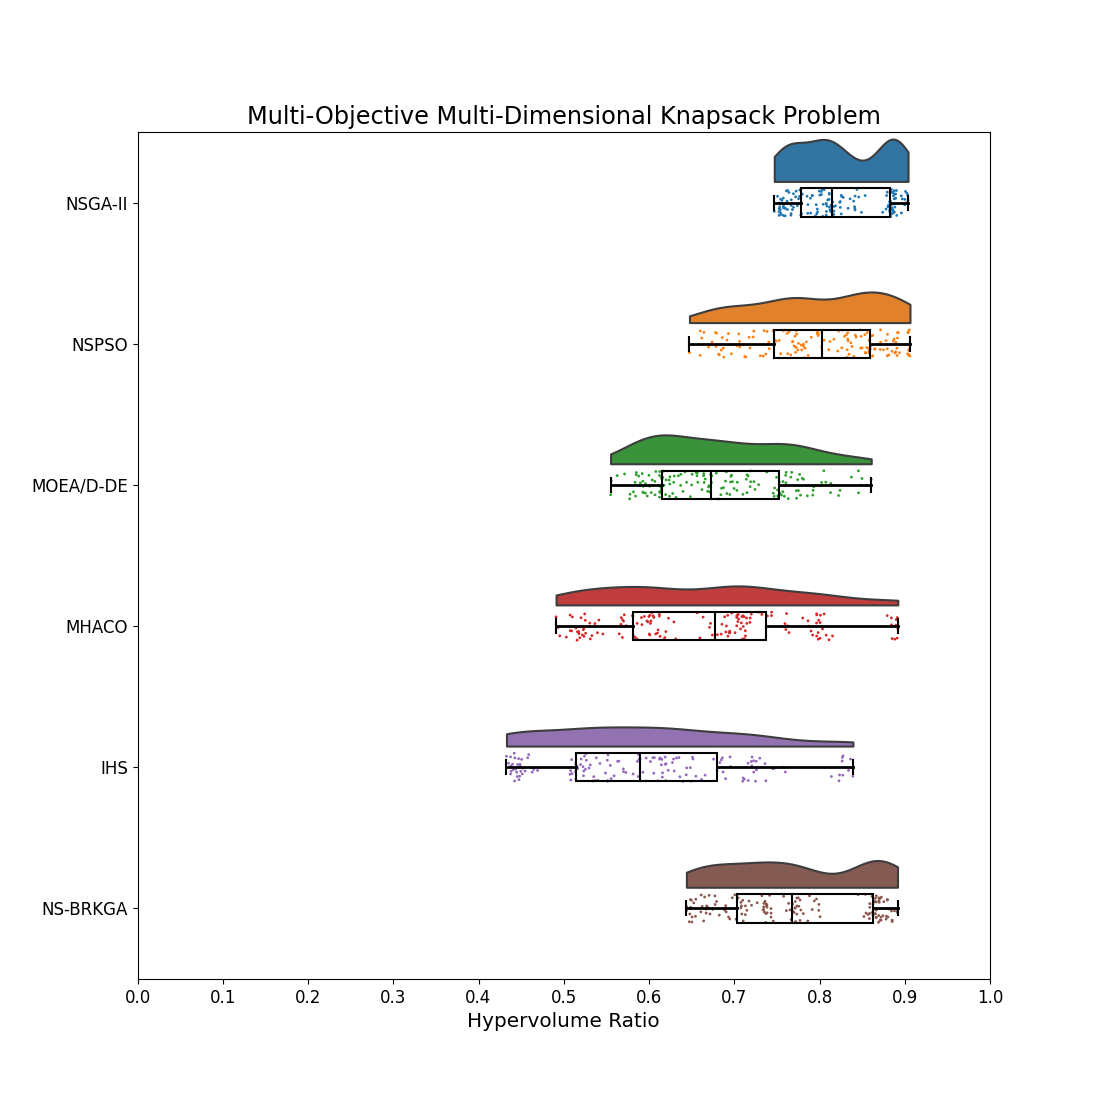 Multi-Objective Multi-Dimensional Knapsack Problem
NSGA-II
NSPSO
MOEA/D-DE
MHACO
IHS
NS-BRKGA
0.0 0.1 0.2 0.3 0.4 0.5 0.6 0.7 0.8 0.9 1.0
Hypervolume Ratio